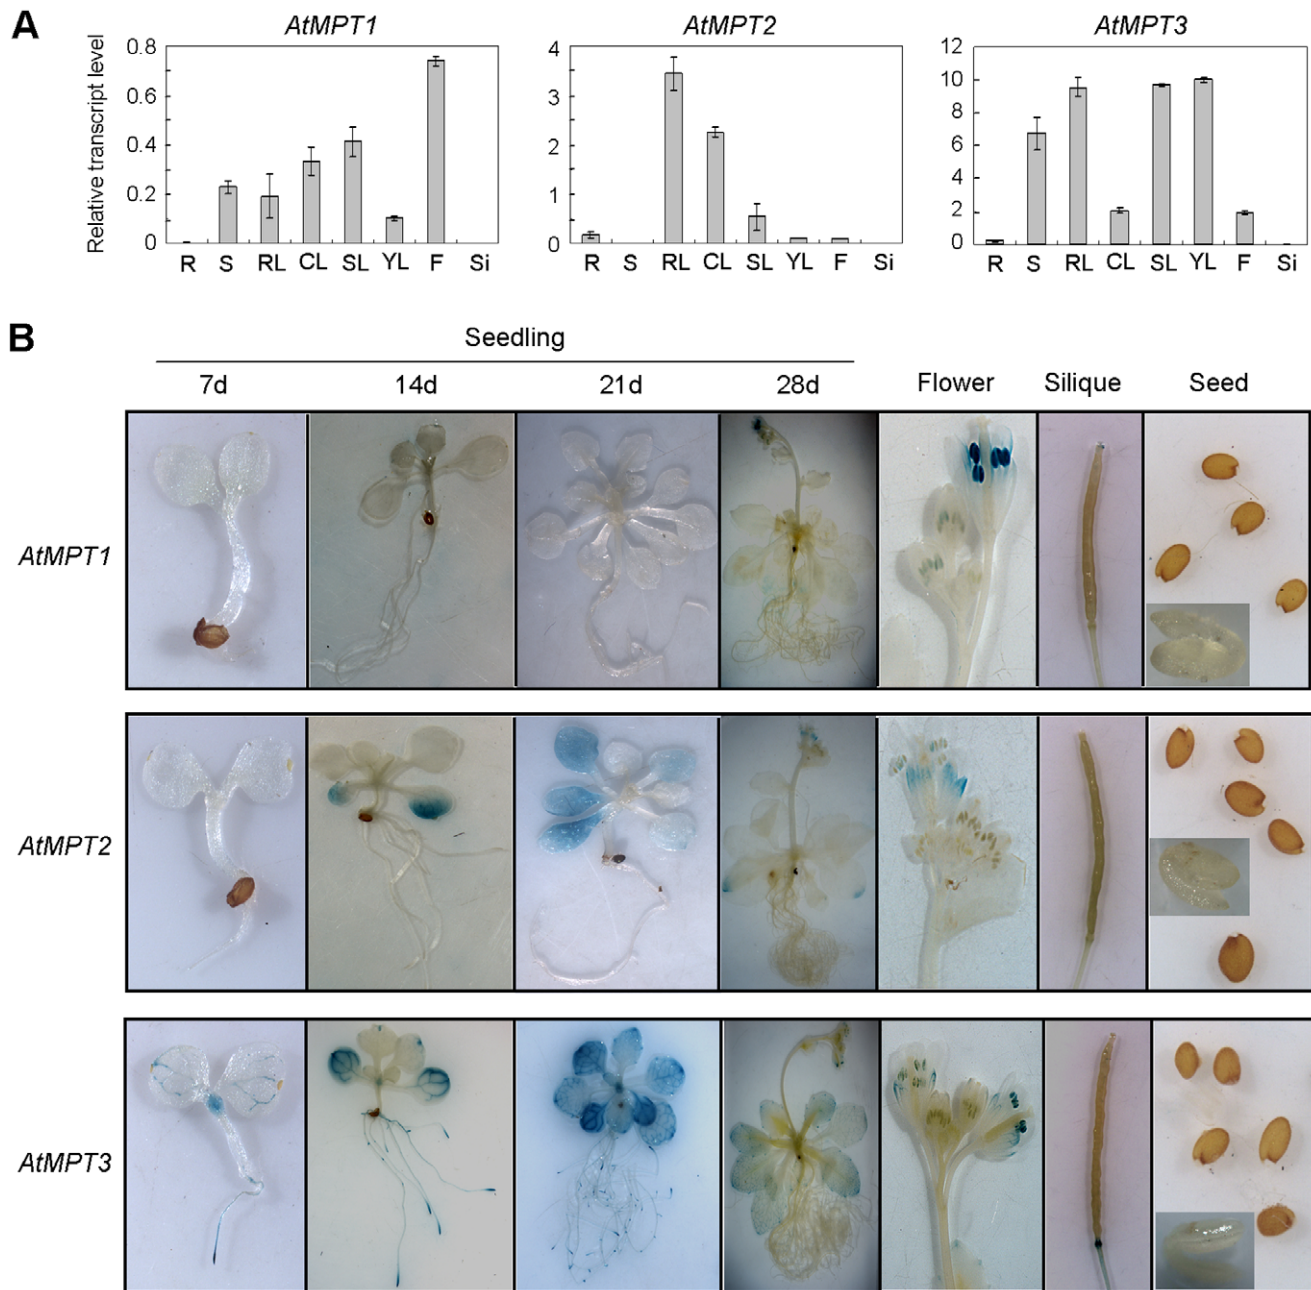 A
AtMPT1 AtMPT2 AtMPT3
Relative transcript level
0.8
0.6
0.4
0.2
0
R S RL CL SL YL F Si
4
3
2
1
0
R S RL CL SL YL F Si
12
10
8
6
4
2
0
R S RL CL SL YL F Si
B
Seedling
7d 14d 21d 28d Flower Silique Seed
AtMPT1
AtMPT2
AtMPT3